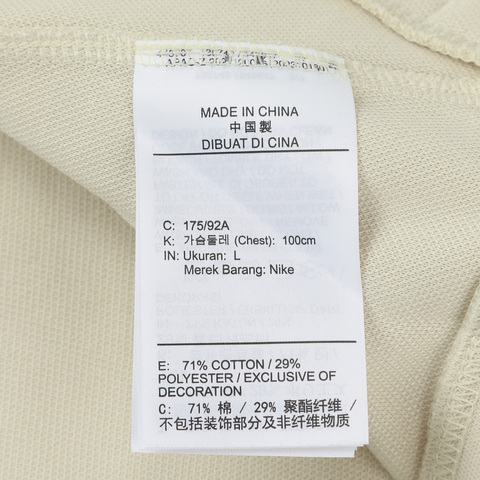 MADE IN CHINA
中国製
DIBUAT DI CINA
C: 175/92A
K: 가슴둘레 (Chest): 100cm
IN: Ukuran: L
Merek Barang: Nike
E: 71% COTTON / 29%
POLYESTER / EXCLUSIVE OF
DECORATION
C: 71% 棉 / 29% 聚酯纤维 /
不包括装饰部分及非纤维物质